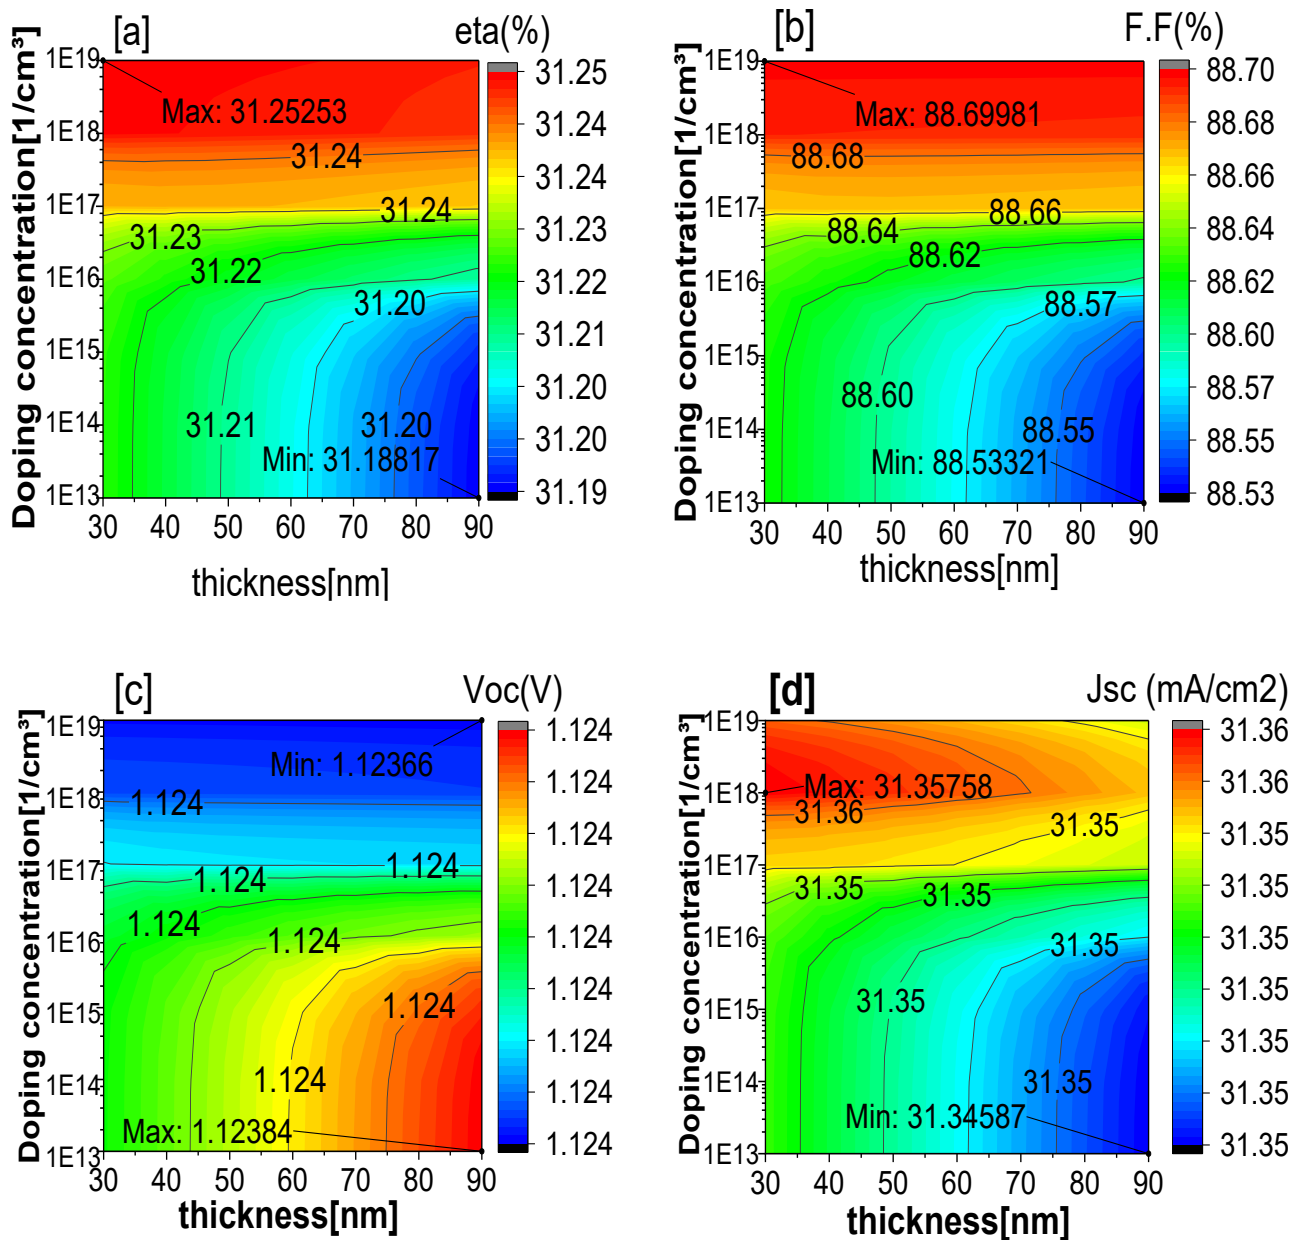 [a]
eta(%)
Doping concentration[1/cm³]
1E19
1E18
1E17
1E16
1E15
1E14
1E13
Max: 31.25253
31.24
31.24
31.23
31.22
31.20
31.21
31.20
Min: 31.18817
31.25
31.24
31.24
31.23
31.22
31.21
31.20
31.20
31.19
30 40 50 60 70 80 90
thickness[nm]
[b]
F.F(%)
Doping concentration[1/cm³]
1E19
1E18
1E17
1E16
1E15
1E14
1E13
Max: 88.69981
88.68
88.66
88.64
88.62
88.57
88.60
88.55
Min: 88.53321
88.70
88.68
88.66
88.64
88.62
88.60
88.57
88.55
88.53
30 40 50 60 70 80 90
thickness[nm]
[c]
Voc(V)
Doping concentration[1/cm³]
1E19
1E18
1E17
1E16
1E15
1E14
1E13
Min: 1.12366
1.124
1.124
1.124
1.124
1.124
1.124
1.124
Max: 1.12384
1.124
1.124
1.124
1.124
1.124
1.124
1.124
1.124
1.124
30 40 50 60 70 80 90
thickness[nm]
[d]
Jsc (mA/cm2)
Doping concentration[1/cm³]
1E19
1E18
1E17
1E16
1E15
1E14
1E13
Max: 31.35758
31.36
31.35
31.35
31.35
31.35
31.35
31.35
Min: 31.34587
31.36
31.36
31.35
31.35
31.35
31.35
31.35
31.35
31.35
30 40 50 60 70 80 90
thickness[nm]